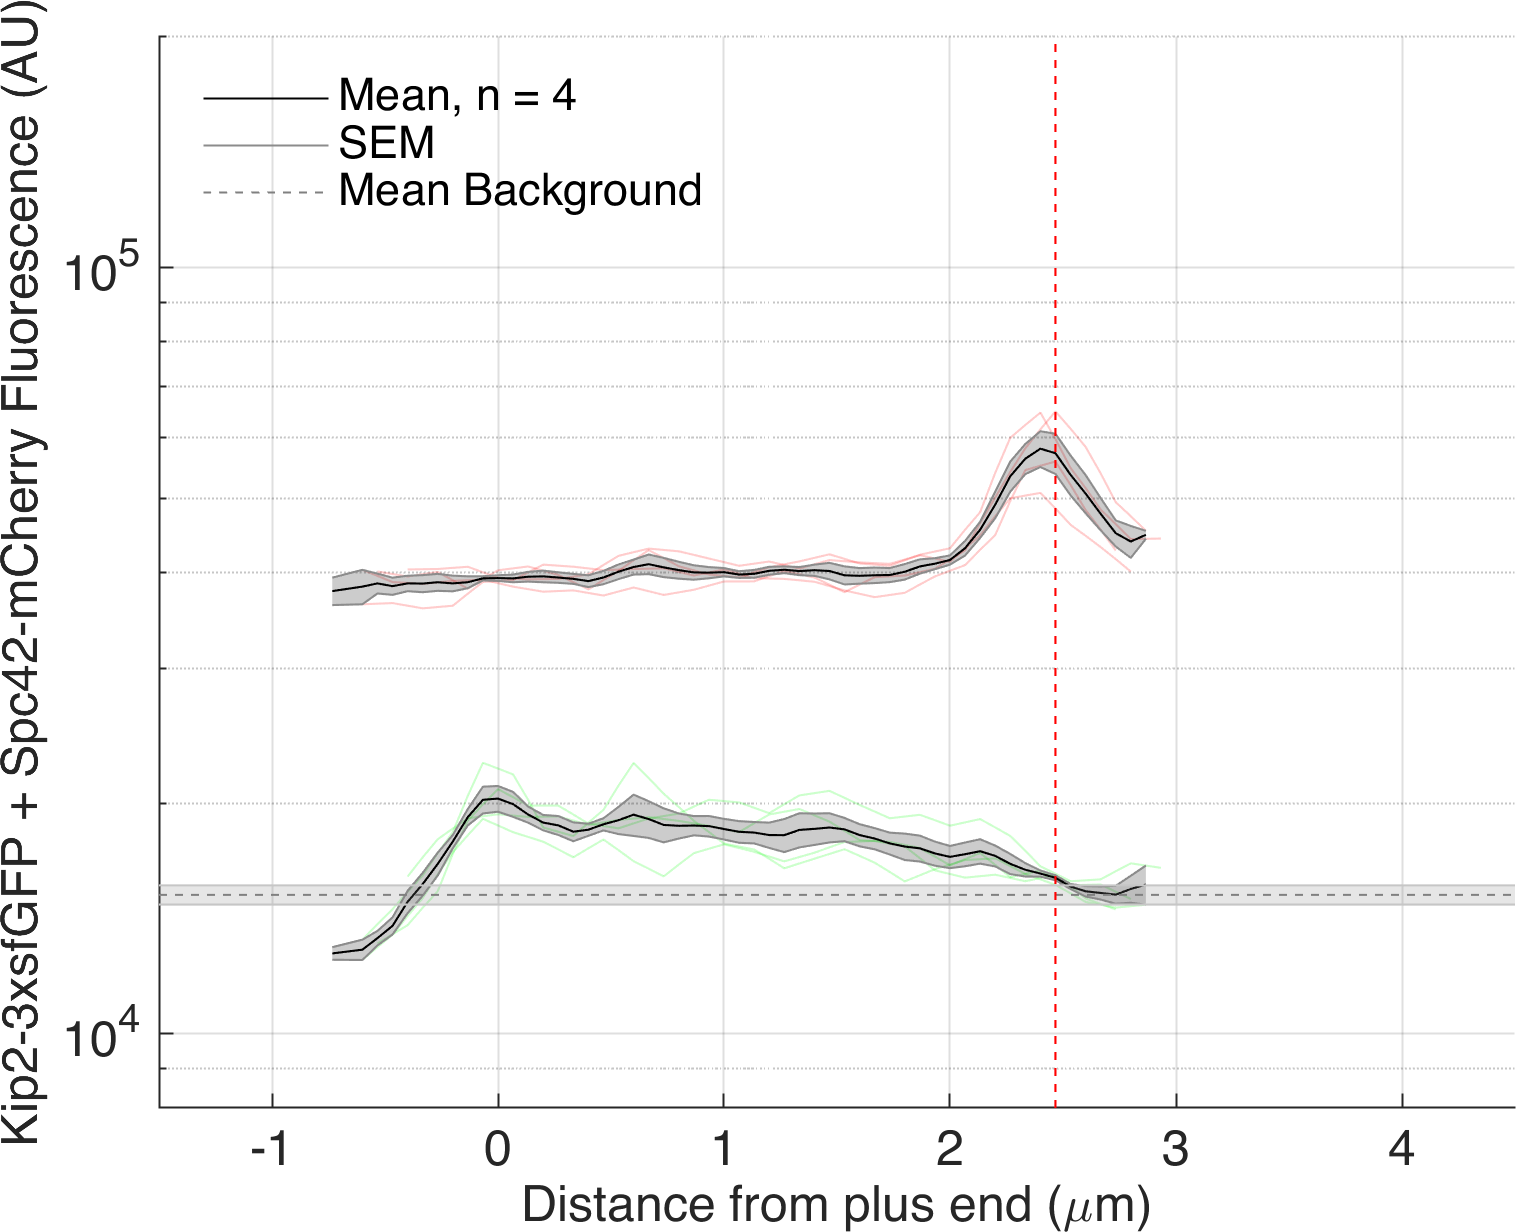 Kip2-3xsfGFP + Spc42-mCherry Fluorescence (AU)
Mean, n = 4
SEM
Mean Background
10^5
10^4
-1 0 1 2 3 4
Distance from plus end (μm)